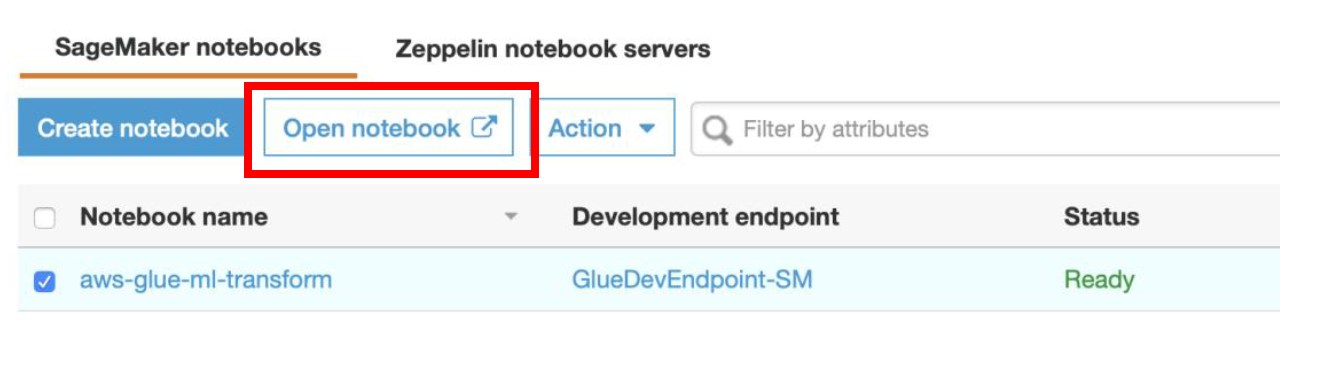 SageMaker notebooks Zeppelin notebook servers
Create notebook Open notebook Action Filter by attributes
Notebook name Development endpoint Status
aws-glue-ml-transform GlueDevEndpoint-SM Ready